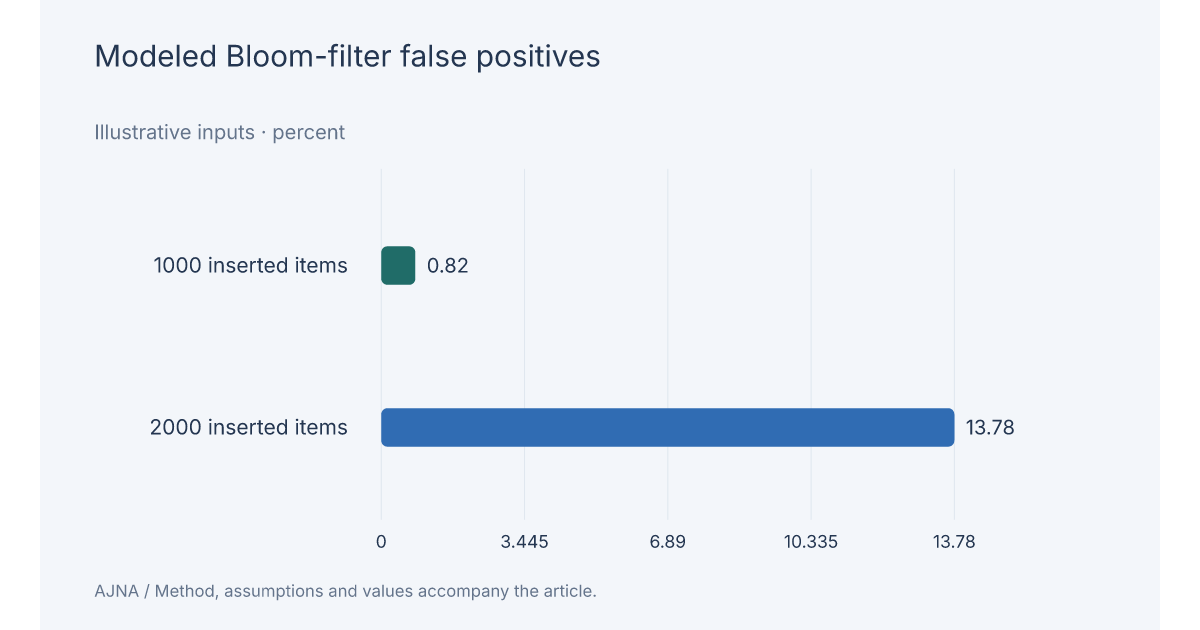 Modeled Bloom-filter false positives
Illustrative inputs · percent
1000 inserted items 0.82
2000 inserted items 13.78
0 3.445 6.89 10.335 13.78
AJNA / Method, assumptions and values accompany the article.